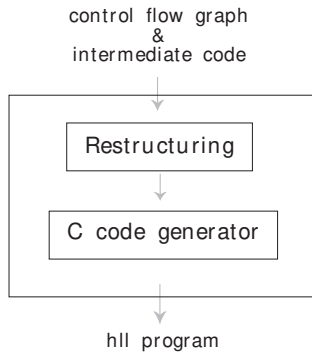 control flow graph
&
intermediate code
Restructuring
C code generator
hll program